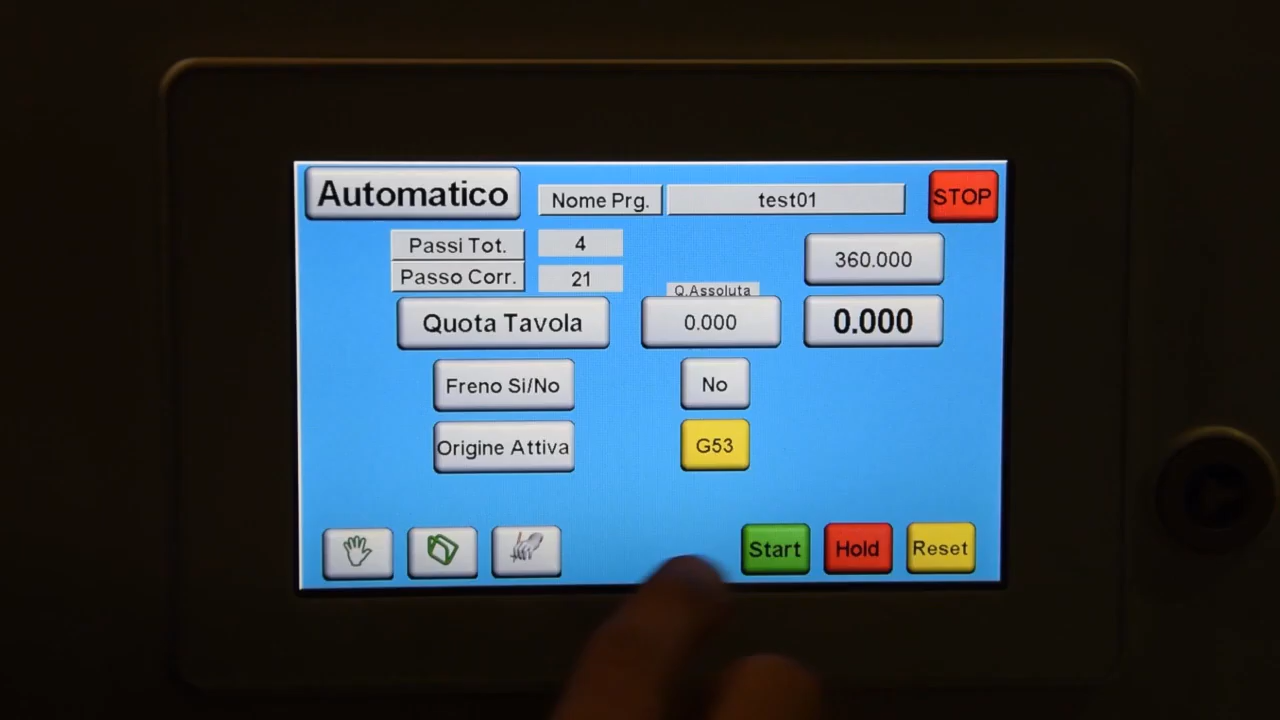 Automatico
Nome Prg. test01
STOP
Passi Tot. 4
360.000
Passo Corr. 21
Q.Assoluta
Quota Tavola 0.000 0.000
Freno Si/No No
Origine Attiva G53
Start Hold Reset